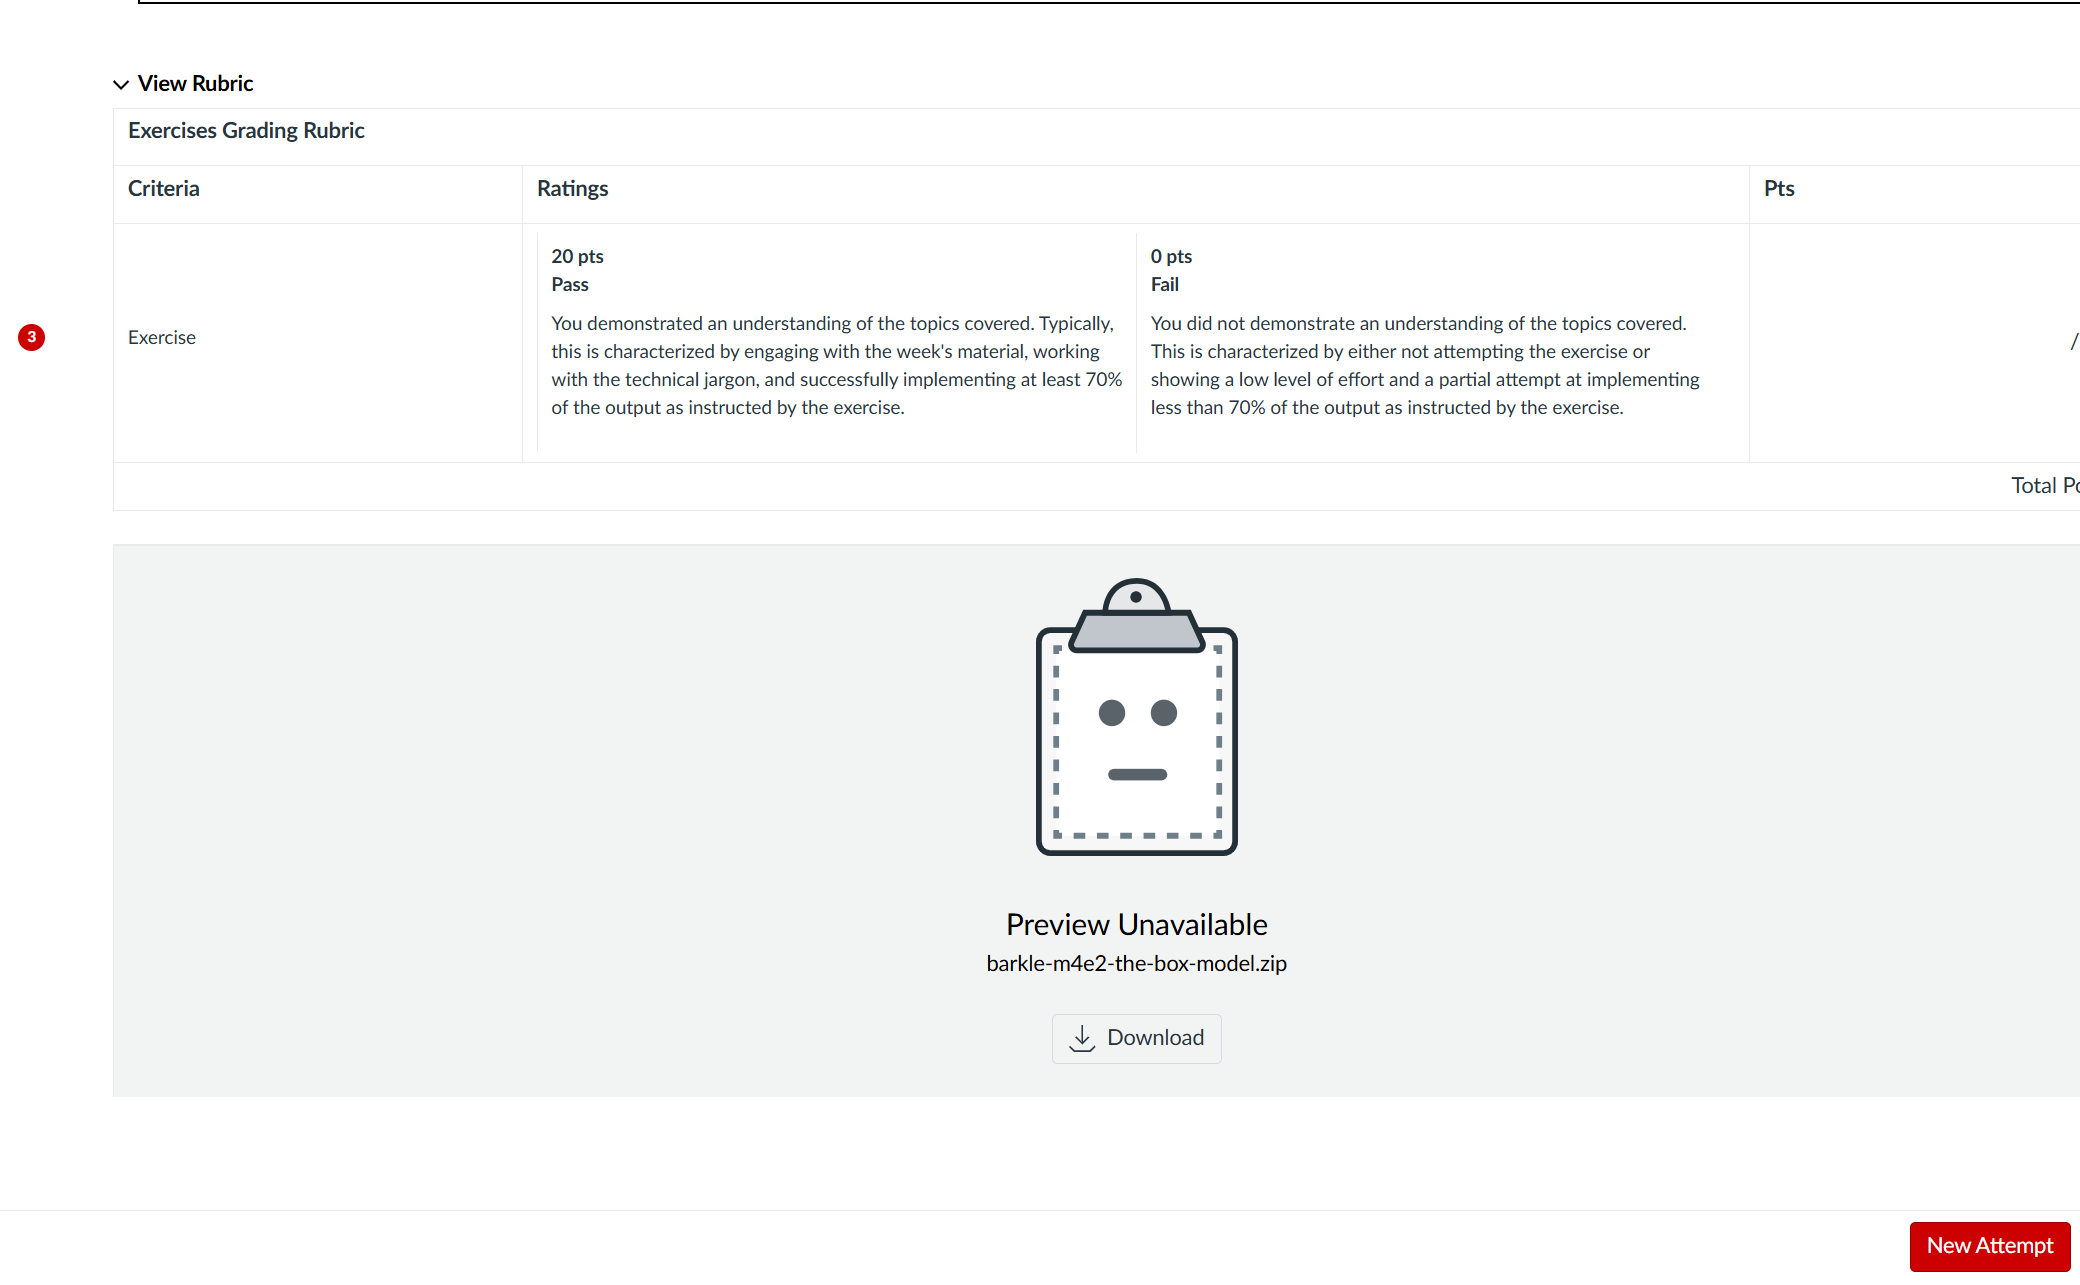 View Rubric
Exercises Grading Rubric
Criteria
Ratings
Pts
3
Exercise
20 pts
Pass
You demonstrated an understanding of the topics covered. Typically,
this is characterized by engaging with the week's material, working
with the technical jargon, and successfully implementing at least 70%
of the output as instructed by the exercise.
0 pts
Fail
You did not demonstrate an understanding of the topics covered.
This is characterized by either not attempting the exercise or
showing a low level of effort and a partial attempt at implementing
less than 70% of the output as instructed by the exercise.
/
Total
Preview Unavailable
barkle-m4e2-the-box-model.zip
Download
New Attempt